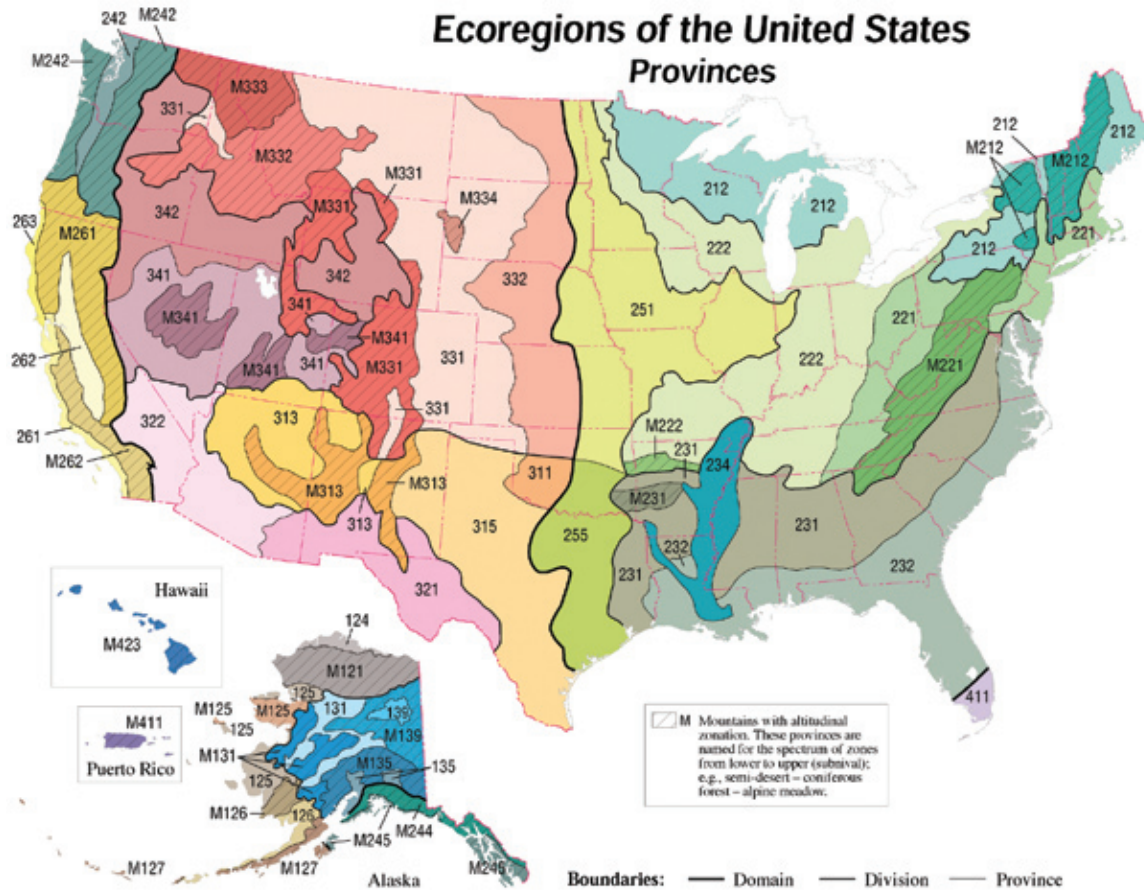 Ecoregions of the United States
Provinces
242
M242
M242
331
M333
M332
M331
M334
342
M331
263
M261
341
342
341
332
M341
M341
M341
341
M331
331
331
262
322
313
261
M262
M313
313
M313
311
315
321
212
212
222
251
222
M222
231
234
M231
231
255
232
231
232
212
M212
M212
212
212
221
221
M221
411
Hawaii
M423
M411
Puerto Rico
124
M121
125
M125
M125
125
131
139
M139
M131
M135
135
125
M126
126
M245
M244
M127
M127
M246
Alaska
M Mountains with altitudinal
zonation. These provinces are
named for the spectrum of zones
from lower to upper (subnival);
e.g., semi-desert – coniferous
forest – alpine meadow.
Boundaries: Domain Division Province